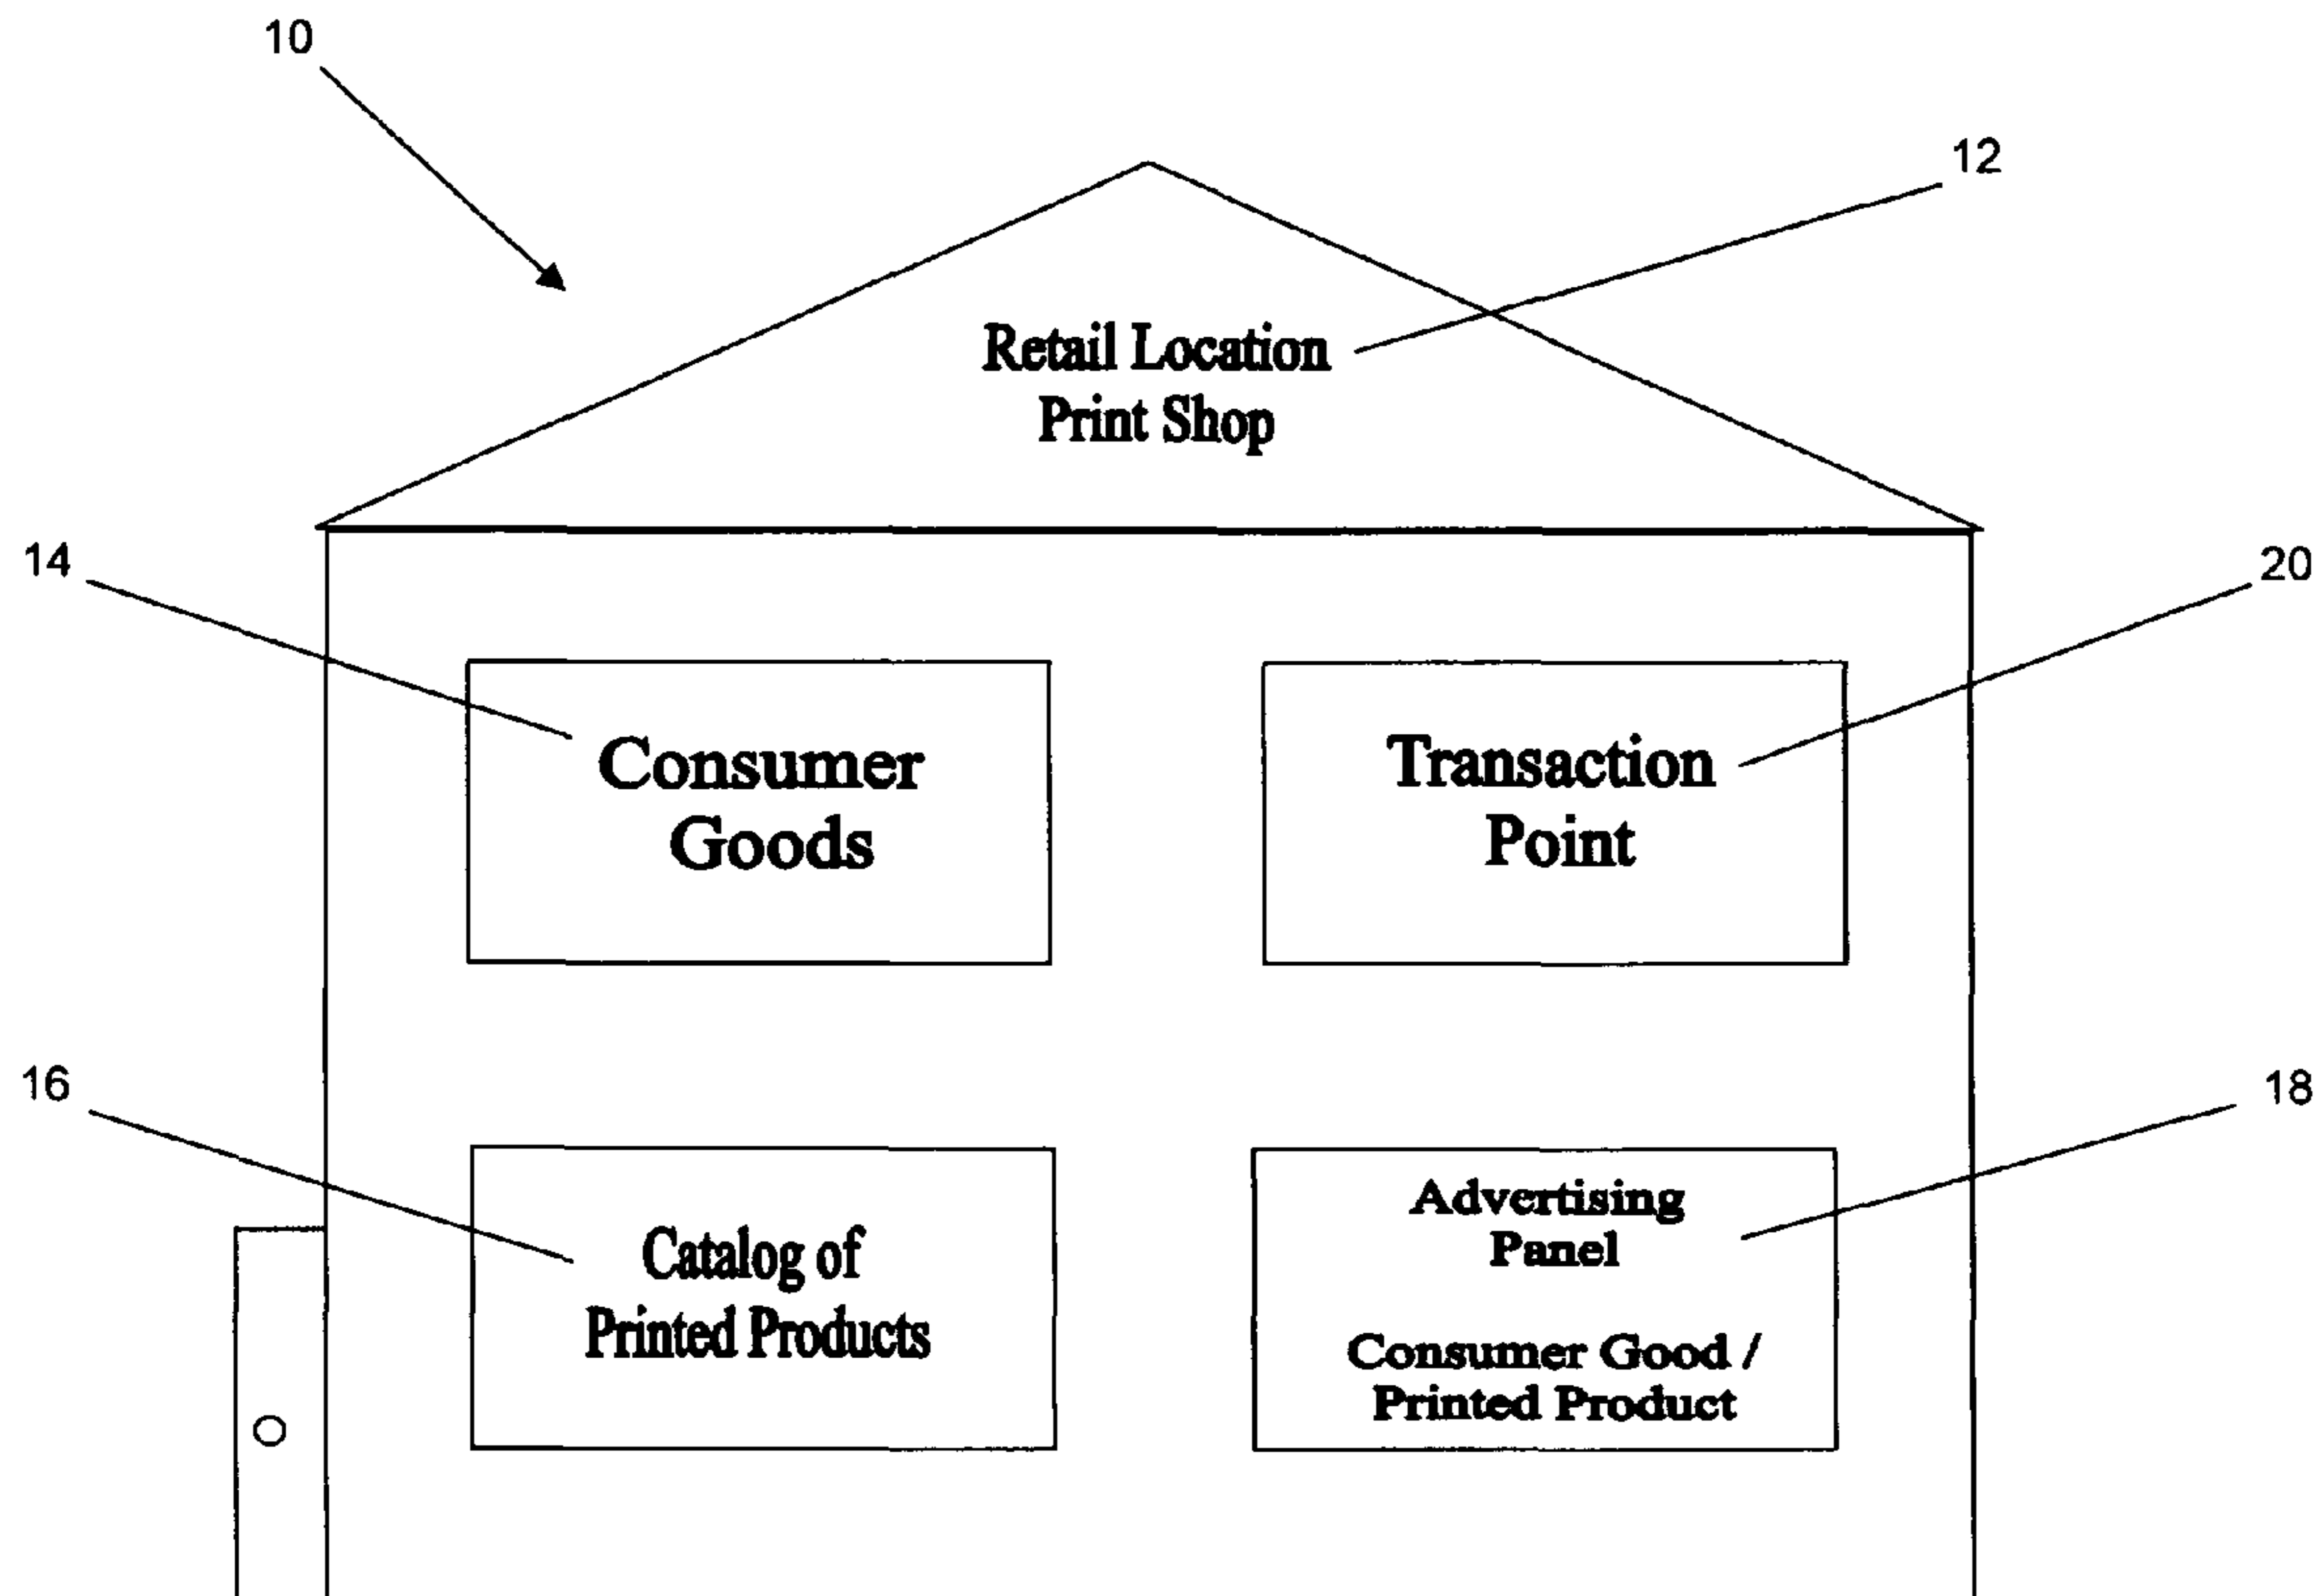 10
12
Retail Location
Print Shop
14
20
Consumer
Goods
Transaction
Point
16
18
Catalog of
Printed Products
Advertising
Panel
Consumer Good /
Printed Product